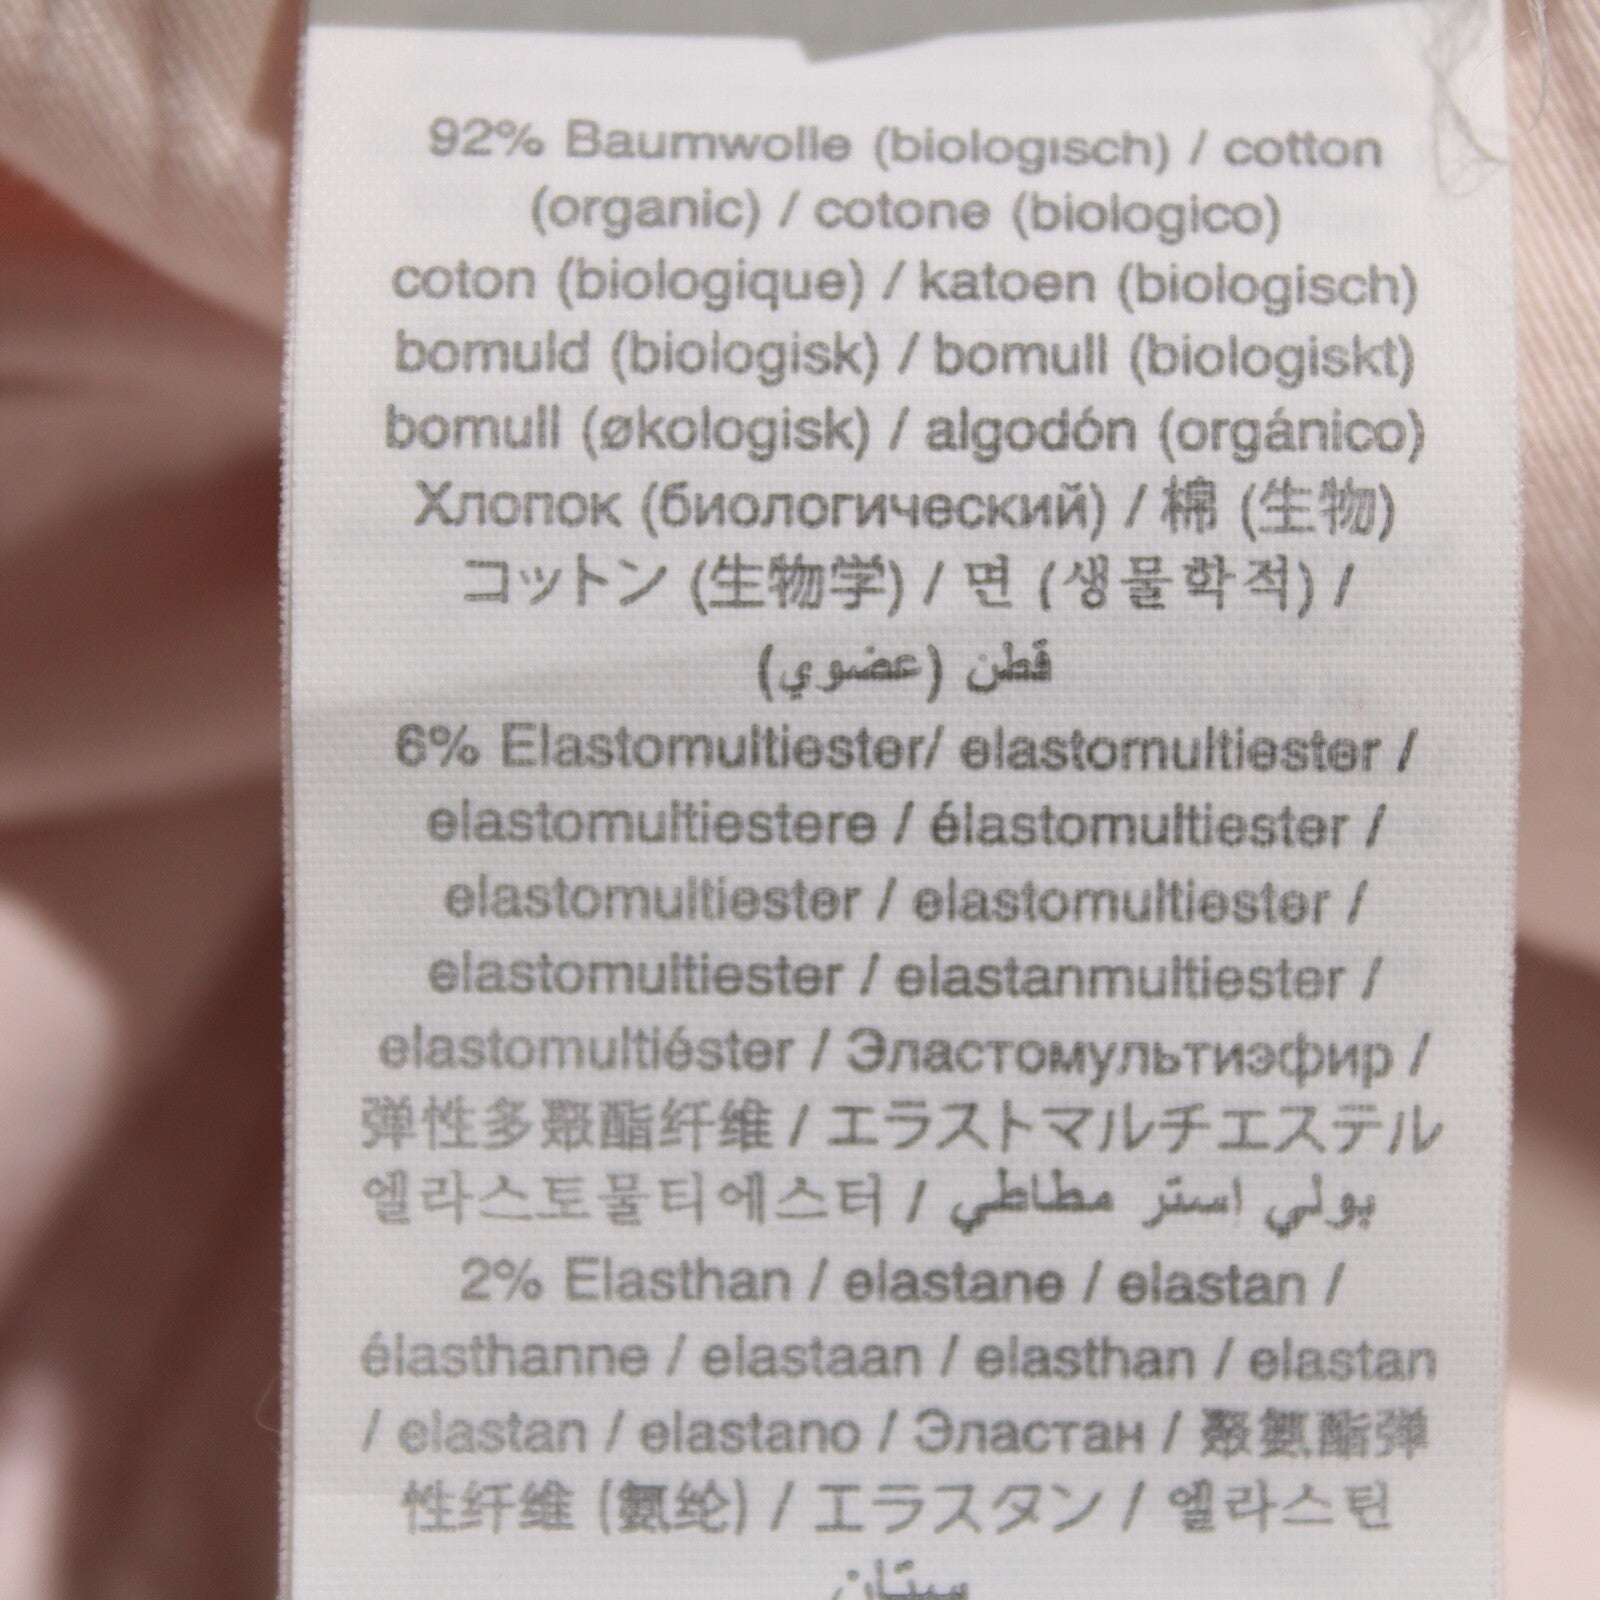 92% Baumwolle (biologisch) / cotton
(organic) / cotone (biologico)
coton (biologique) / katoen (biologisch)
bomuld (biologisk) / bomull (biologiskt)
bomull (økologisk) / algodón (orgánico)
Хлопок (биологический) / 棉 (生物)
コットン (生物学) / 면 (생물학적) /
قطن (عضوي)
6% Elastomultiester/ elastomultiester /
elastomultiestere / élastomultiester /
elastomultiester / elastomultiester /
elastomultiester / elastanmultiester /
elastomultiéster / Эластомультиэфир /
弹性多聚酯纤维 / エラストマルチエステル
엘라스토물티에스터 / بولي استر مطاطي
2% Elasthan / elastane / elastan /
élasthanne / elastaan / elasthan / elastan
/ elastan / elastano / Эластан / 聚氨酯弹
性纤维 (氨纶) / エラスタン / 엘라스틴